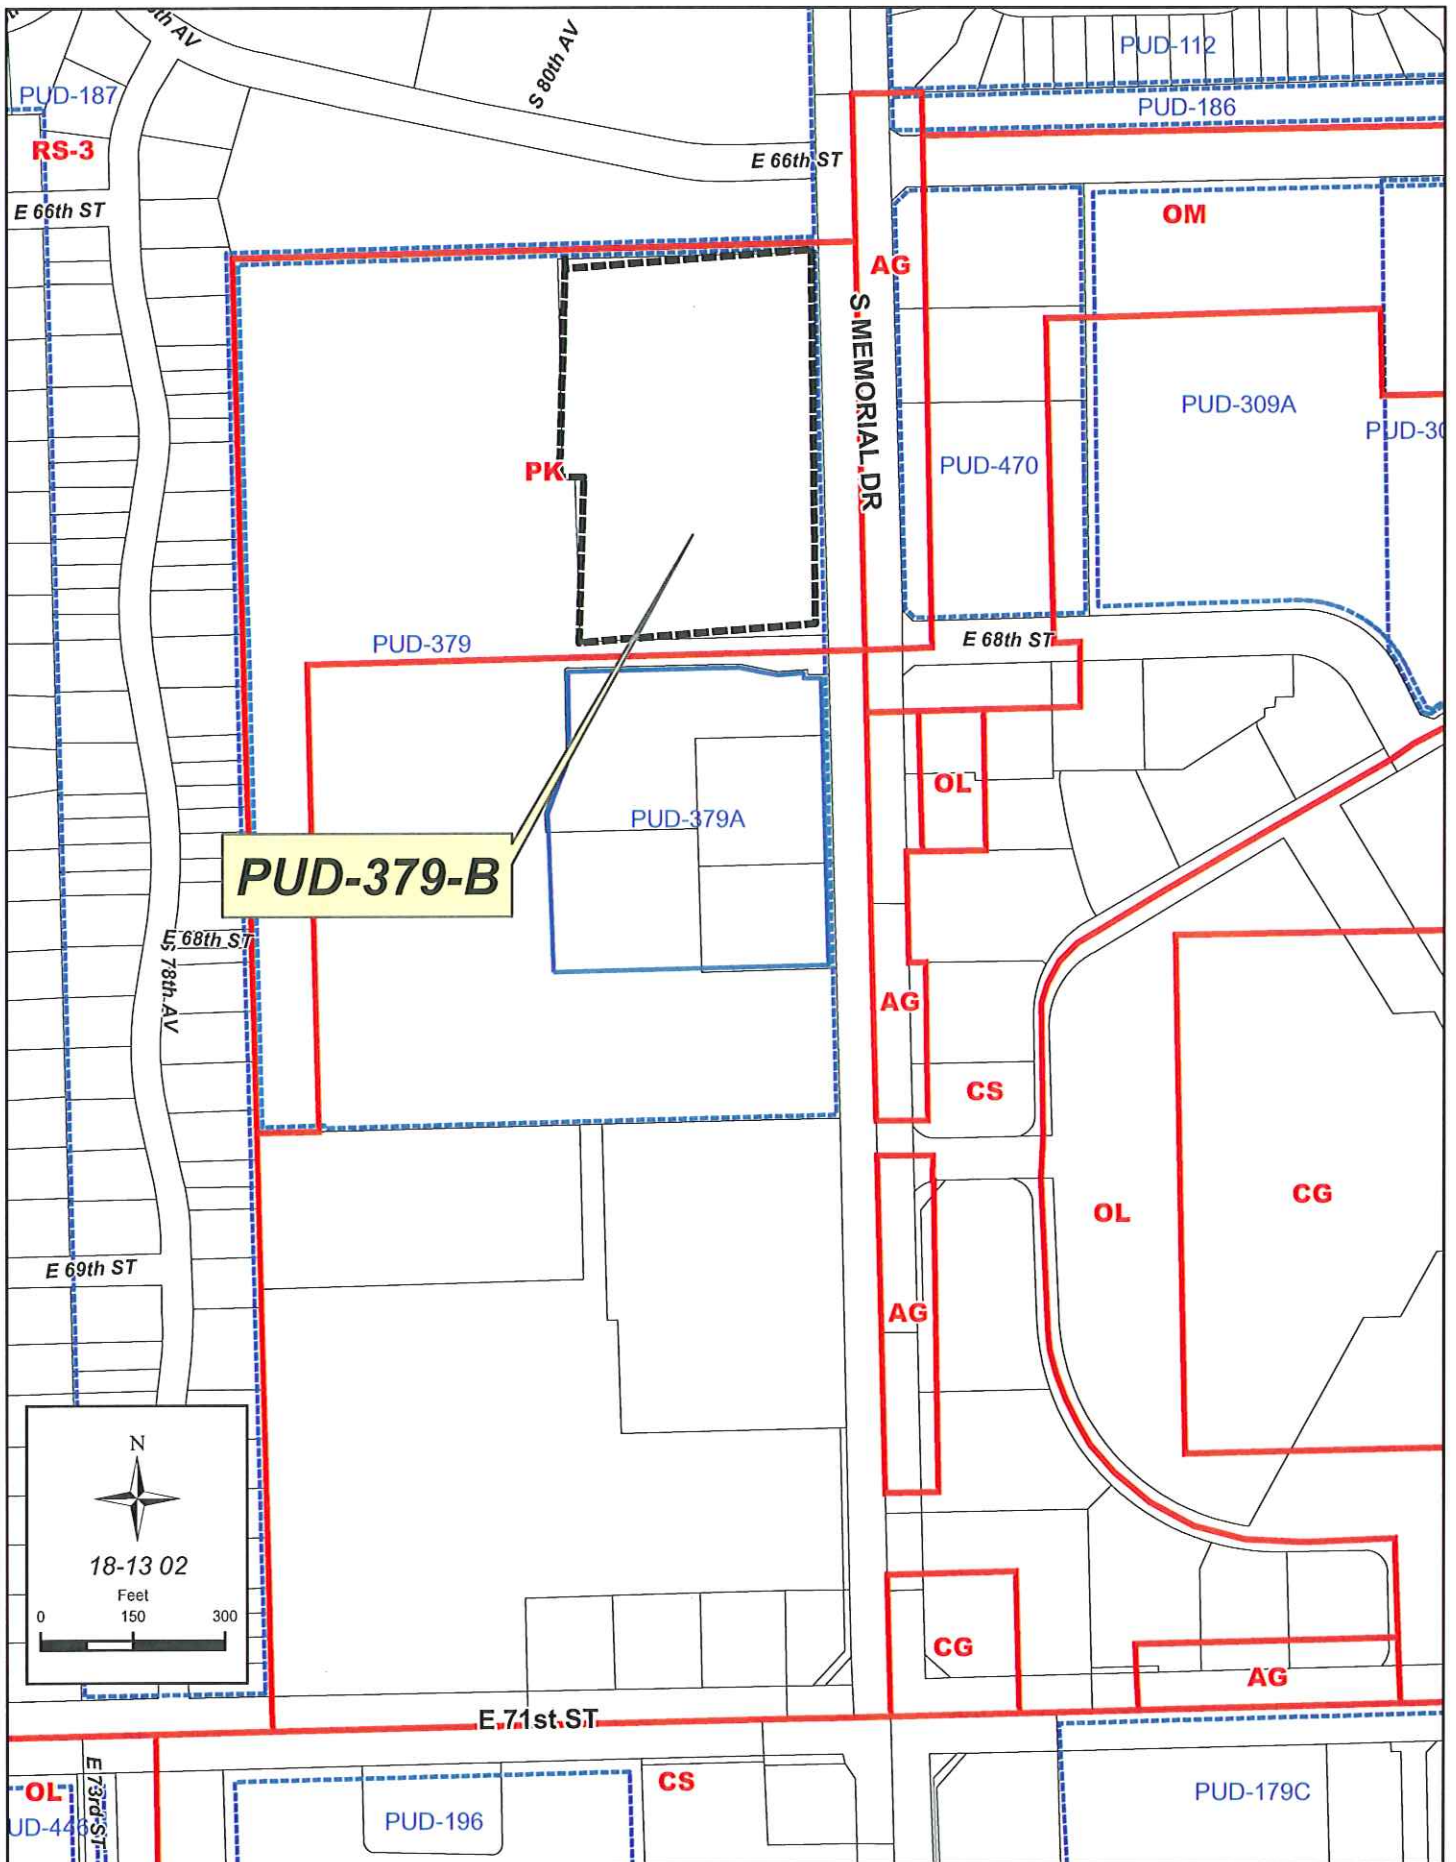 S 80th AV
PUD-112
PUD-187
PUD-186
RS-3
E 66th ST
E 66th ST
OM
AG
S MEMORIAL DR
PUD-309A
PUD-470
PK
PUD-379
E 68th ST
OL
PUD-379A
PUD-379-B
E 68th ST
S 78th AV
AG
CS
CG
OL
E 69th ST
AG
N
18-13 02
Feet
0 150 300
CG
AG
E 71st ST
E 73rd ST
OL
CS
PUD-179C
PUD-196